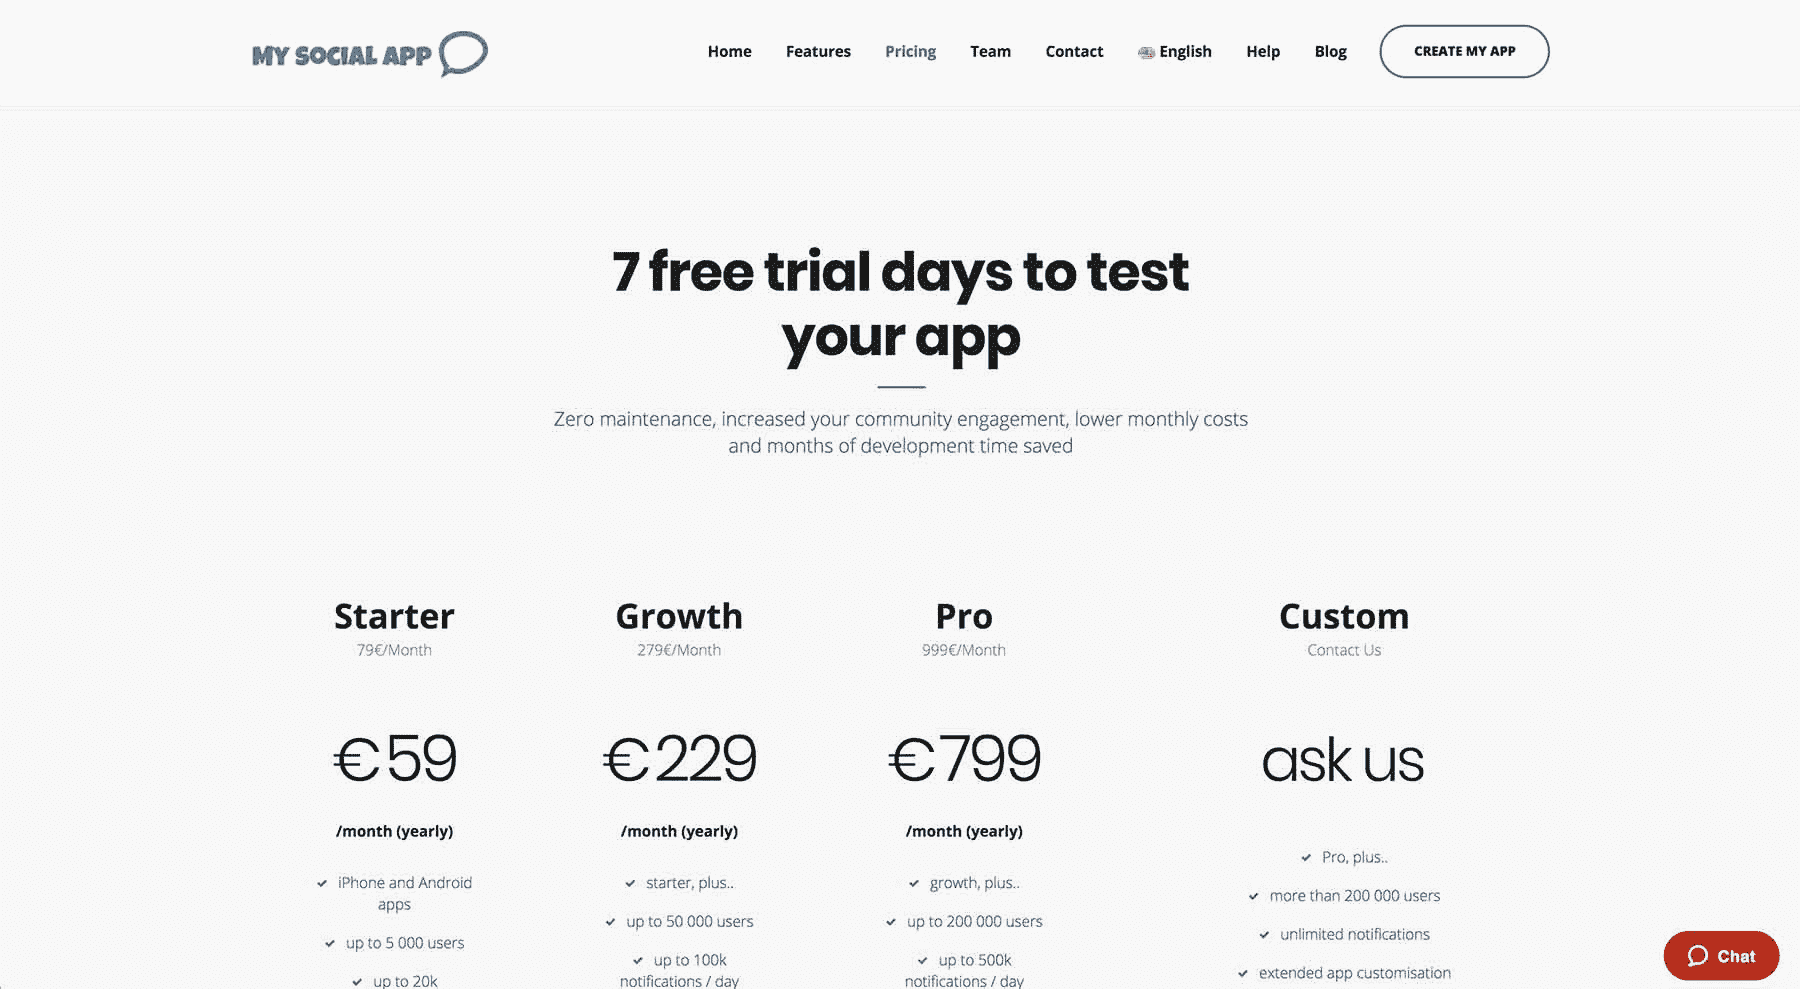 MY SOCIAL APP
Home Features Pricing Team Contact English Help Blog CREATE MY APP
7 free trial days to test
your app
Zero maintenance, increased your community engagement, lower monthly costs
and months of development time saved
Starter
79€/Month
€59
/month (yearly)
iPhone and Android
apps
up to 5 000 users
up to 20k
Growth
279€/Month
€229
/month (yearly)
starter, plus..
up to 50 000 users
up to 100k
notifications / day
Pro
999€/Month
€799
/month (yearly)
growth, plus..
up to 200 000 users
up to 500k
notifications / day
Custom
Contact Us
ask us
Pro, plus..
more than 200 000 users
unlimited notifications
extended app customisation
Chat